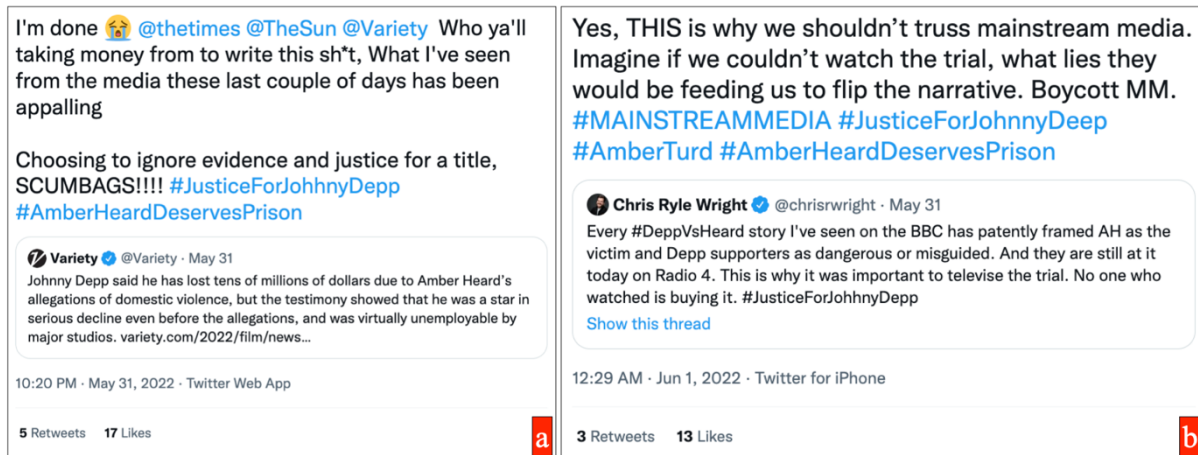 I'm done 😭 @thetimes @TheSun @Variety Who ya'll
taking money from to write this sh*t, What I've seen
from the media these last couple of days has been
appalling
Choosing to ignore evidence and justice for a title,
SCUMBAGS!!!! #JusticeForJohhnyDepp
#AmberHeardDeservesPrison
Variety @Variety · May 31
Johnny Depp said he has lost tens of millions of dollars due to Amber Heard's
allegations of domestic violence, but the testimony showed that he was a star in
serious decline even before the allegations, and was virtually unemployable by
major studios. variety.com/2022/film/news...
10:20 PM · May 31, 2022 · Twitter Web App
5 Retweets 17 Likes
a
Yes, THIS is why we shouldn't truss mainstream media.
Imagine if we couldn't watch the trial, what lies they
would be feeding us to flip the narrative. Boycott MM.
#MAINSTREAMMEDIA #JusticeForJohnnyDeep
#AmberTurd #AmberHeardDeservesPrison
Chris Ryle Wright @chrisrwright · May 31
Every #DeppVsHeard story I've seen on the BBC has patently framed AH as the
victim and Depp supporters as dangerous or misguided. And they are still at it
today on Radio 4. This is why it was important to televise the trial. No one who
watched is buying it. #JusticeForJohhnyDepp
Show this thread
12:29 AM · Jun 1, 2022 · Twitter for iPhone
3 Retweets 13 Likes
b